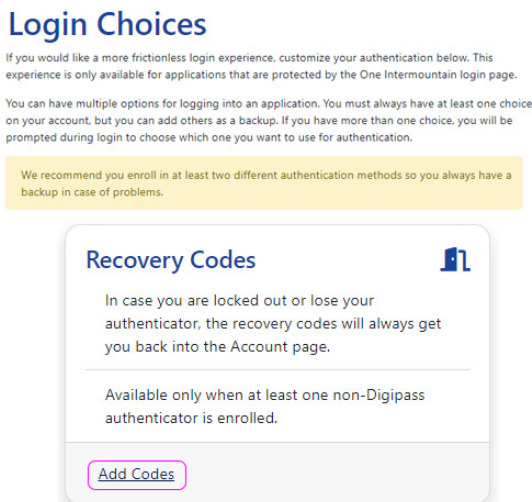 Login Choices
If you would like a more frictionless login experience, customize your authentication below. This
experience is only available for applications that are protected by the One Intermountain login page.
You can have multiple options for logging into an application. You must always have at least one choice
on your account, but you can add others as a backup. If you have more than one choice, you will be
prompted during login to choose which one you want to use for authentication.
We recommend you enroll in at least two different authentication methods so you always have a
backup in case of problems.
Recovery Codes
In case you are locked out or lose your
authenticator, the recovery codes will always get
you back into the Account page.
Available only when at least one non-Digipass
authenticator is enrolled.
Add Codes